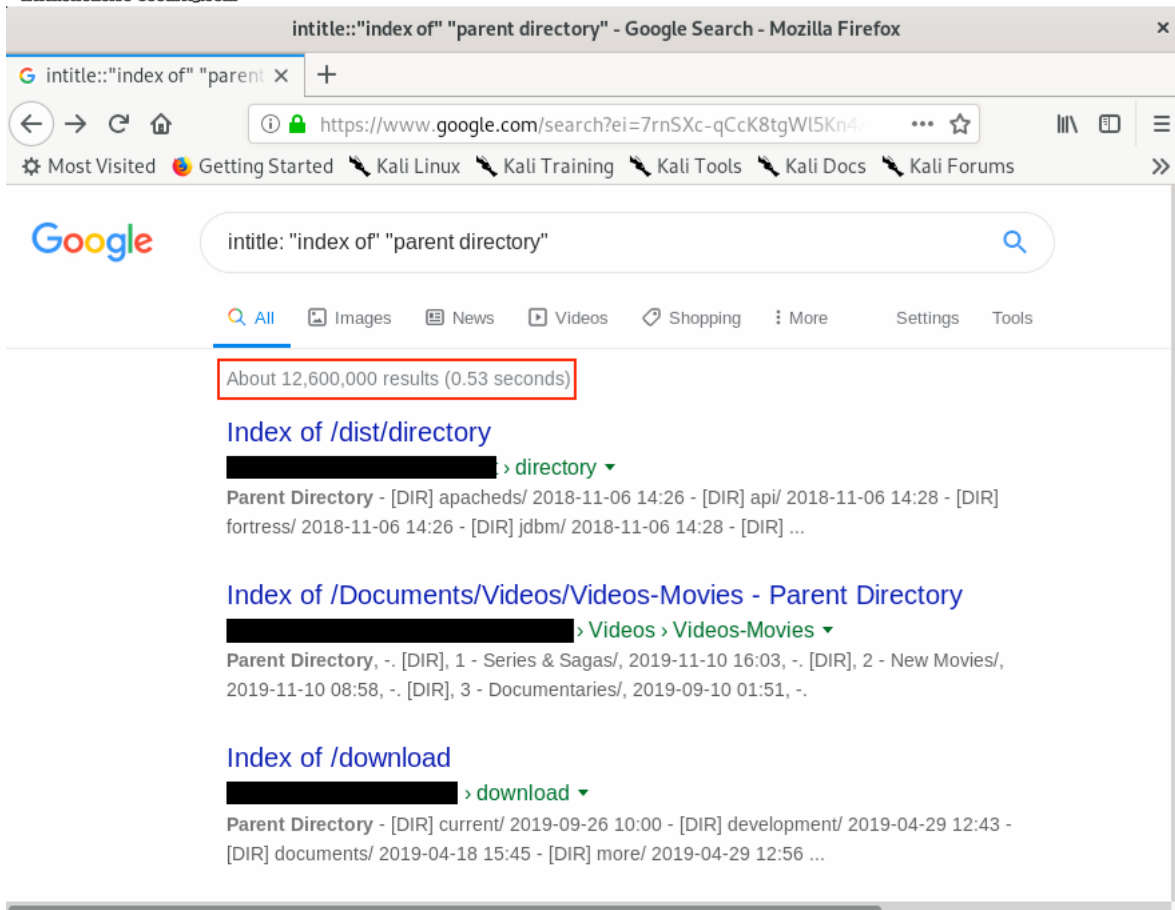 intitle::"index of" "parent directory" - Google Search - Mozilla Firefox ×
G intitle::"index of" "parent × +
https://www.google.com/search?ei=7rnSXc-qCcK8tgWl5Kn4
Most Visited Getting Started Kali Linux Kali Training Kali Tools Kali Docs Kali Forums »
Google intitle: "index of" "parent directory"
All Images News Videos Shopping More Settings Tools
About 12,600,000 results (0.53 seconds)
Index of /dist/directory
› directory
Parent Directory - [DIR] apacheds/ 2018-11-06 14:26 - [DIR] api/ 2018-11-06 14:28 - [DIR]
fortress/ 2018-11-06 14:26 - [DIR] jdbm/ 2018-11-06 14:28 - [DIR] ...
Index of /Documents/Videos/Videos-Movies - Parent Directory
› Videos › Videos-Movies
Parent Directory, -. [DIR], 1 - Series & Sagas/, 2019-11-10 16:03, -. [DIR], 2 - New Movies/,
2019-11-10 08:58, -. [DIR], 3 - Documentaries/, 2019-09-10 01:51, -.
Index of /download
› download
Parent Directory - [DIR] current/ 2019-09-26 10:00 - [DIR] development/ 2019-04-29 12:43 -
[DIR] documents/ 2019-04-18 15:45 - [DIR] more/ 2019-04-29 12:56 ...